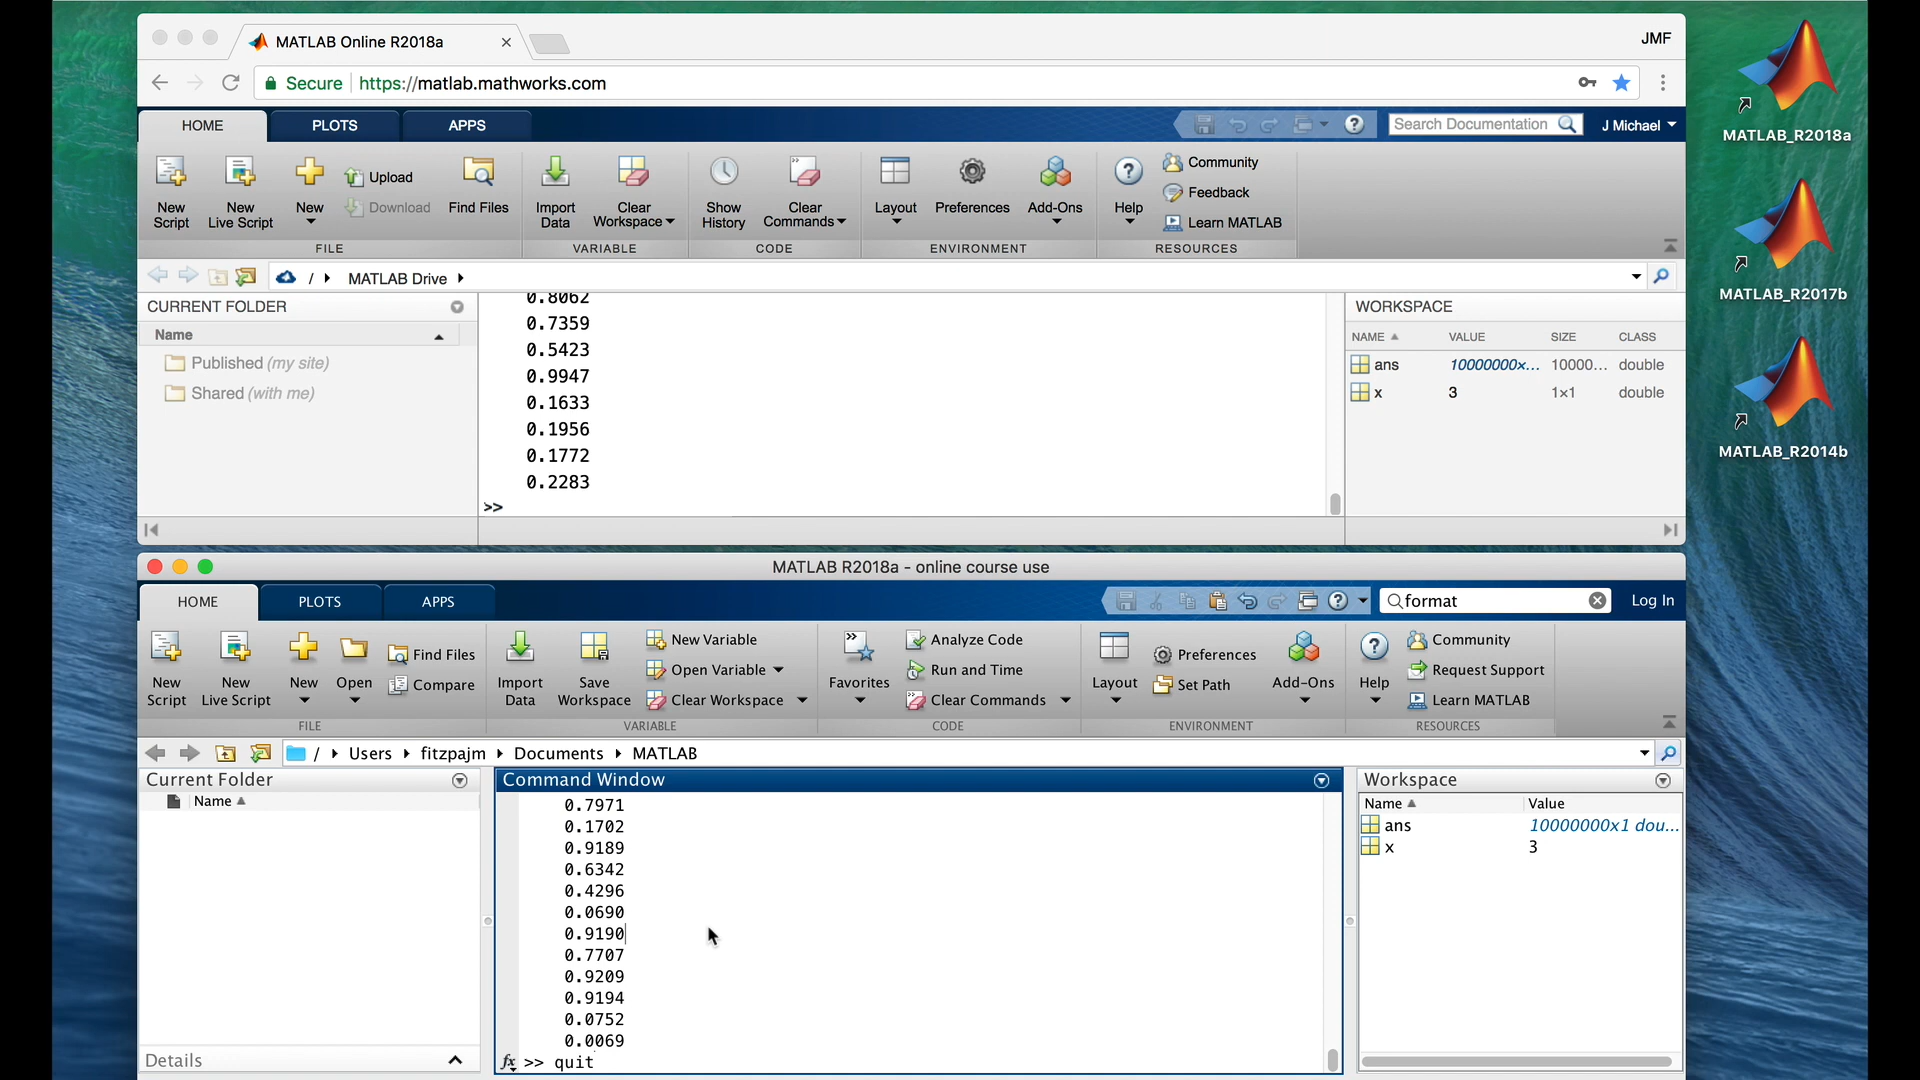 MATLAB Online R2018a
JMF
Secure https://matlab.mathworks.com
HOME PLOTS APPS
Search Documentation
J Michael
New Script
New Live Script
New
Upload
Download
Find Files
Import Data
Clear Workspace
Show History
Clear Commands
Layout
Preferences
Add-Ons
Help
Community
Feedback
Learn MATLAB
FILE
VARIABLE
CODE
ENVIRONMENT
RESOURCES
/ MATLAB Drive
CURRENT FOLDER
Name
Published (my site)
Shared (with me)
0.8062
0.7359
0.5423
0.9947
0.1633
0.1956
0.1772
0.2283
>>
WORKSPACE
NAME VALUE SIZE CLASS
ans 10000000x... 10000... double
x 3 1×1 double
MATLAB_R2018a
MATLAB_R2017b
MATLAB_R2014b
MATLAB R2018a - online course use
HOME PLOTS APPS
format
Log In
New Script
New Live Script
New
Open
Find Files
Compare
Import Data
Save Workspace
New Variable
Open Variable
Clear Workspace
Favorites
Analyze Code
Run and Time
Clear Commands
Layout
Preferences
Set Path
Add-Ons
Help
Community
Request Support
Learn MATLAB
FILE
VARIABLE
CODE
ENVIRONMENT
RESOURCES
/ Users fitzpajm Documents MATLAB
Current Folder
Name
Details
Command Window
0.7971
0.1702
0.9189
0.6342
0.4296
0.0690
0.9190
0.7707
0.9209
0.9194
0.0752
0.0069
fx >> quit
Workspace
Name Value
ans 10000000x1 dou...
x 3